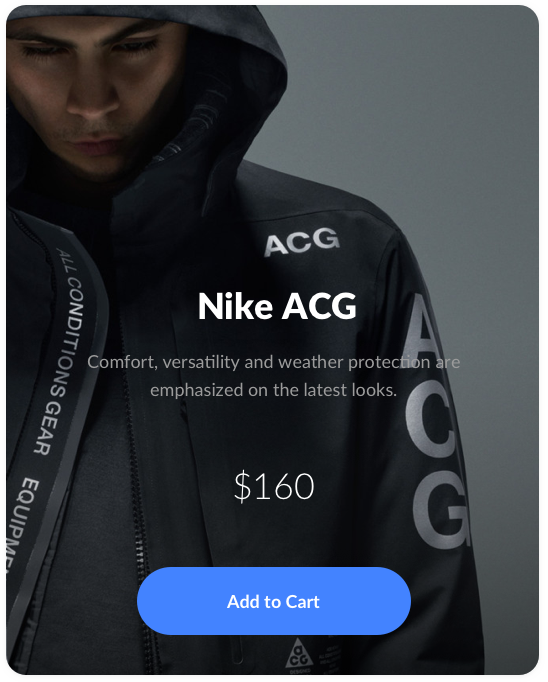 ACG
ALL CONDITIONS GEAR
EQUIPME
Nike ACG
Comfort, versatility and weather protection are
emphasized on the latest looks.
ACG
$160
Add to Cart
ACG